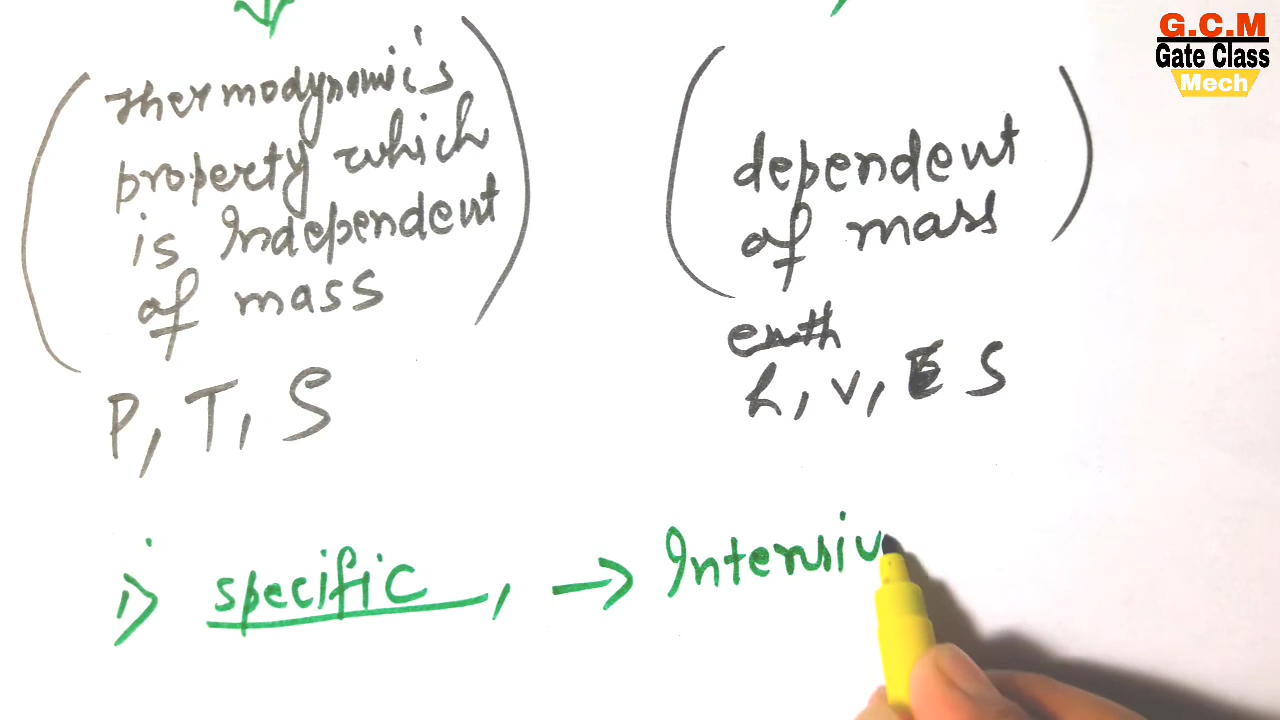 G.C.M
Gate Class
Mech
thermodynamic's
property which
is Independent
of mass
P, T, S
dependent
of mass
enth
h, v, E S
i> specific, → Intensiv